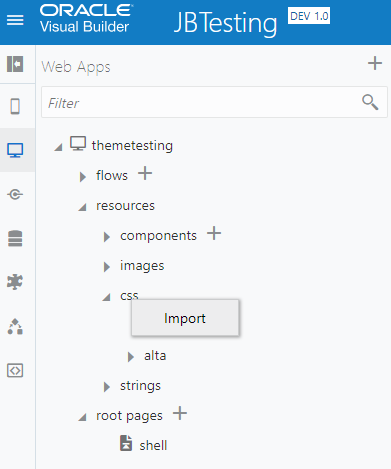 ORACLE
Visual Builder
JBTesting
DEV 1.0
Web Apps
Filter
themetesting
flows
resources
components
images
css
Import
alta
strings
root pages
shell